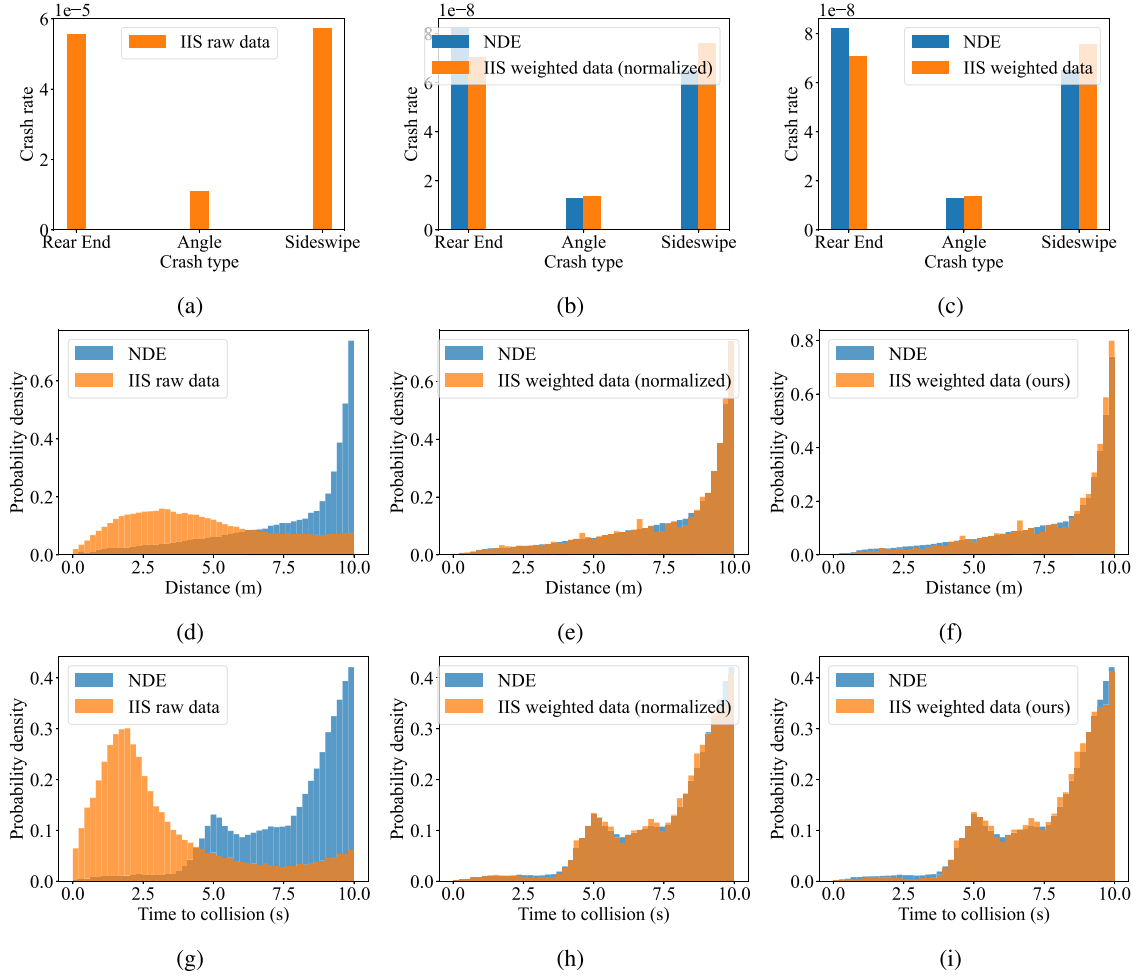 1e−5
6
4
2
0
Crash rate
IIS raw data
Rear End
Angle
Sideswipe
Crash type
(a)
1e−8
8
6
4
2
0
Crash rate
NDE
IIS weighted data (normalized)
Rear End
Angle
Sideswipe
Crash type
(b)
1e−8
8
6
4
2
0
Crash rate
NDE
IIS weighted data
Rear End
Angle
Sideswipe
Crash type
(c)
0.6
0.4
0.2
0.0
Probability density
NDE
IIS raw data
0.0
2.5
5.0
7.5
10.0
Distance (m)
(d)
0.6
0.4
0.2
0.0
Probability density
NDE
IIS weighted data (normalized)
0.0
2.5
5.0
7.5
10.0
Distance (m)
(e)
0.8
0.6
0.4
0.2
0.0
Probability density
NDE
IIS weighted data (ours)
0.0
2.5
5.0
7.5
10.0
Distance (m)
(f)
0.4
0.3
0.2
0.1
0.0
Probability density
NDE
IIS raw data
0.0
2.5
5.0
7.5
10.0
Time to collision (s)
(g)
0.4
0.3
0.2
0.1
0.0
Probability density
NDE
IIS weighted data (normalized)
0.0
2.5
5.0
7.5
10.0
Time to collision (s)
(h)
0.4
0.3
0.2
0.1
0.0
Probability density
NDE
IIS weighted data (ours)
0.0
2.5
5.0
7.5
10.0
Time to collision (s)
(i)